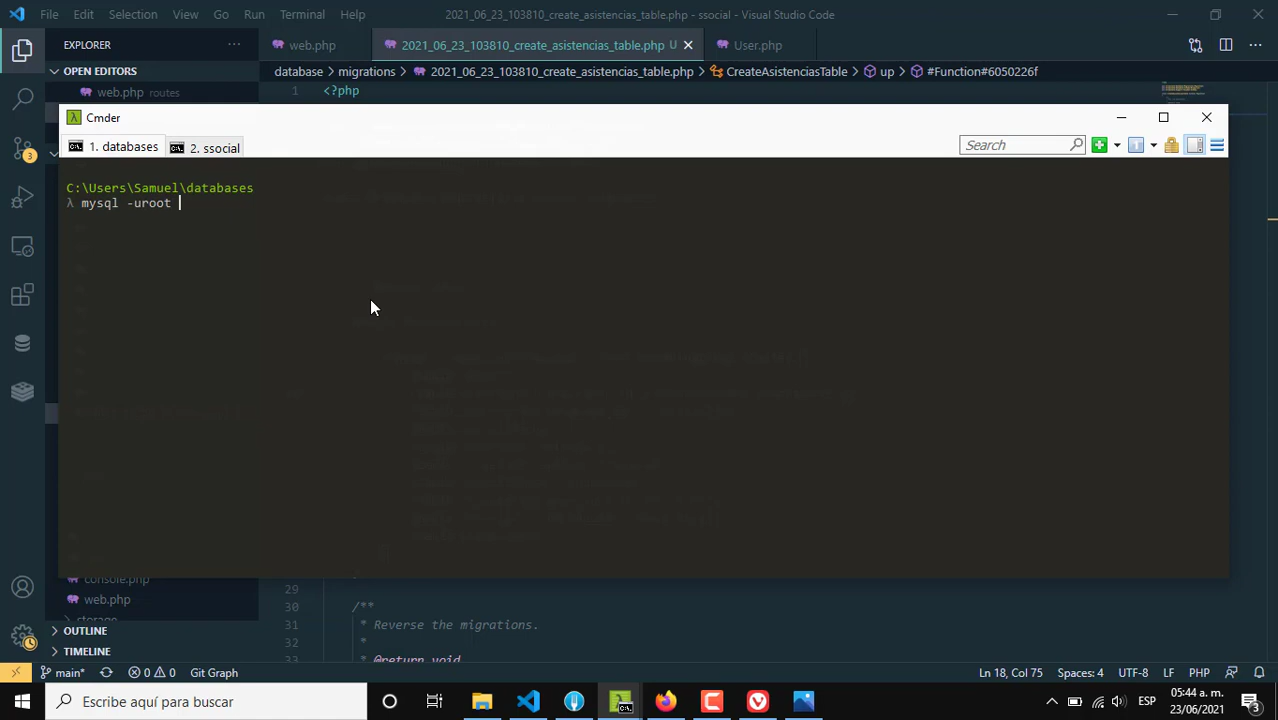 File Edit Selection View Go Run Terminal Help
2021_06_23_103810_create_asistencias_table.php - ssocial - Visual Studio Code
EXPLORER
web.php
2021_06_23_103810_create_asistencias_table.php U
User.php
OPEN EDITORS
database > migrations > 2021_06_23_103810_create_asistencias_table.php > CreateAsistenciasTable > up > #Function#6050226f
web.php routes
1 <?php
Cmder
1. databases
2. ssocial
Search
3
C:\Users\Samuel\databases
λ mysql -uroot
console.php
web.php
storage
29
30 /**
31 * Reverse the migrations.
32 *
33 * @return void
OUTLINE
TIMELINE
main* 0 0 Git Graph
Ln 18, Col 75 Spaces: 4 UTF-8 LF PHP
Escribe aquí para buscar
ESP
05:44 a. m.
23/06/2021
3